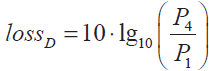 loss_D = 10 · lg_10 (P_4 / P_1)